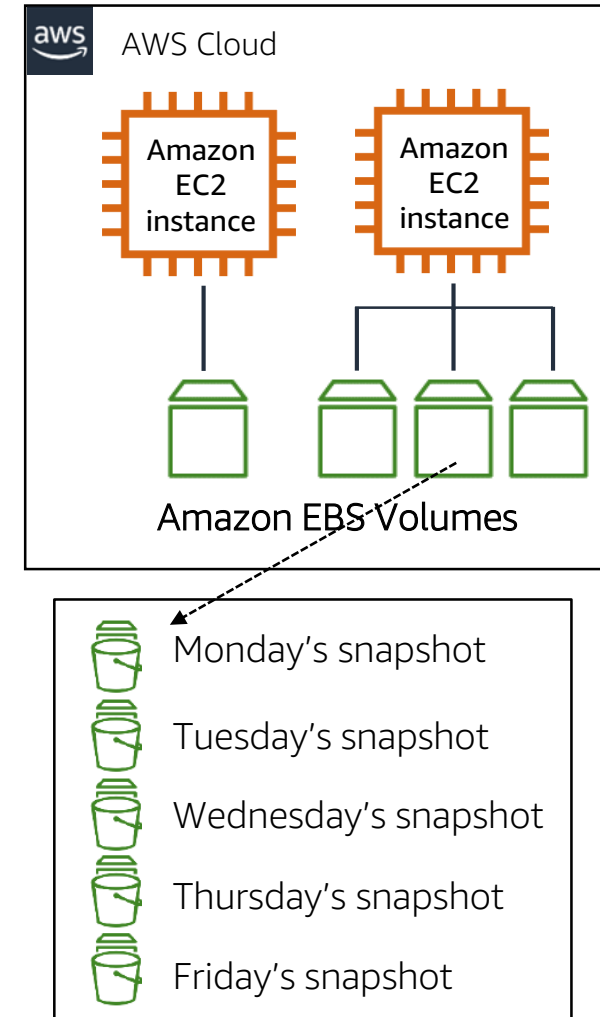 aws
AWS Cloud
Amazon
EC2
instance
Amazon
EC2
instance
Amazon EBS Volumes
Monday’s snapshot
Tuesday’s snapshot
Wednesday’s snapshot
Thursday’s snapshot
Friday’s snapshot